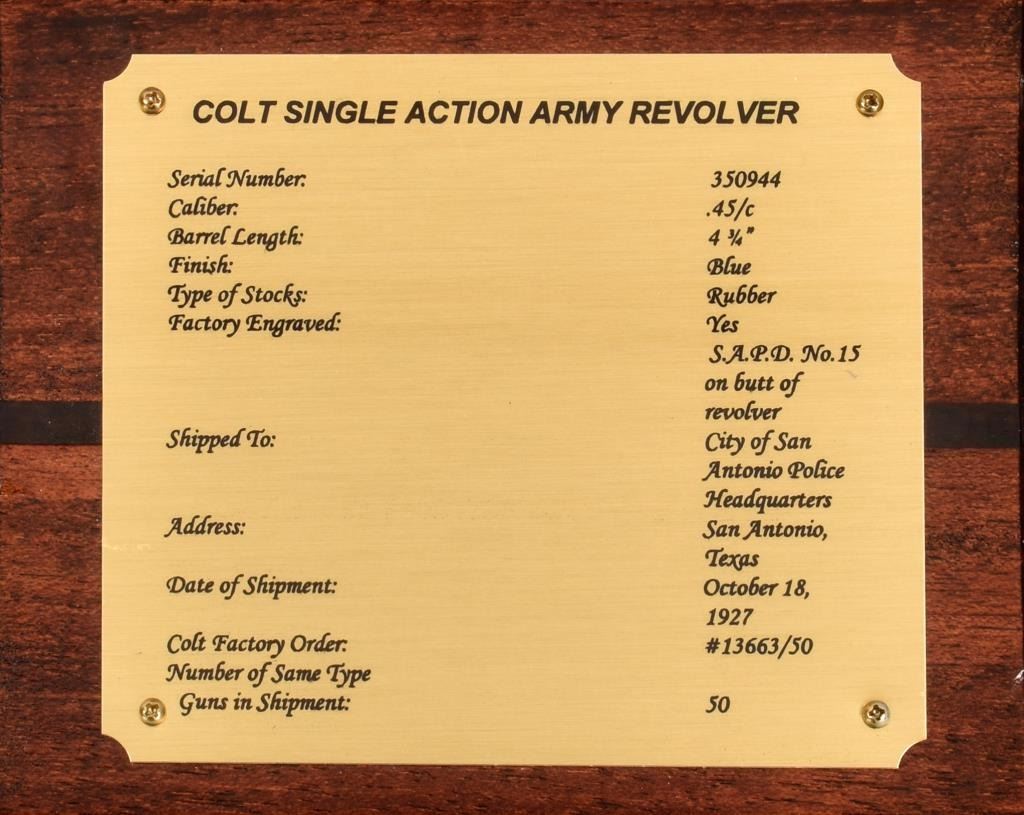 COLT SINGLE ACTION ARMY REVOLVER
Serial Number: 350944
Caliber: .45/c
Barrel Length: 4 ¾"
Finish: Blue
Type of Stocks: Rubber
Factory Engraved: Yes
S.A.P.D. No.15
on butt of
revolver
Shipped To: City of San
Antonio Police
Headquarters
Address: San Antonio,
Texas
Date of Shipment: October 18,
1927
Colt Factory Order: #13663/50
Number of Same Type
Guns in Shipment: 50